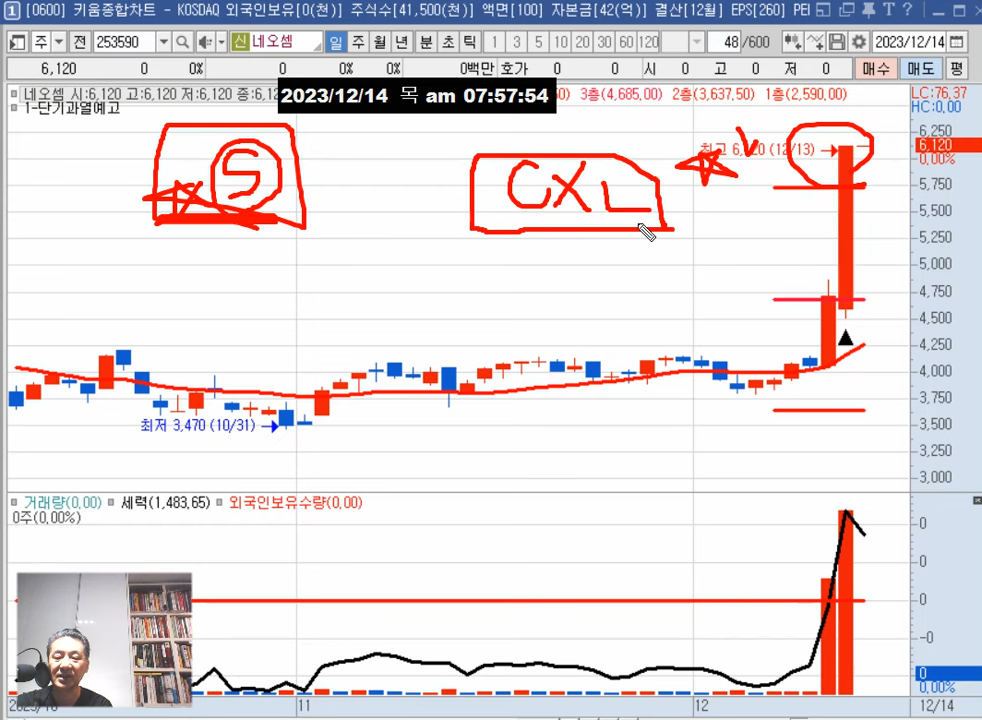 1 [0600] 키움종합차트 - KOSDAQ 외국인보유[0(천)] 주식수[41,500(천)] 액면[100] 자본금[42(억)] 결산[12월] EPS[260] PE
주 전 253590 신 네오셈 일 주 월 년 분 초 틱 1 3 5 10 20 30 60 120 48 /600 2023/12/14
6,120 0 0% 0 0% 0% 0백만 호가 0 0 시 0 고 0 저 0 매수 매도 평
네오셈 시:6,120 고:6,120 저:6,120 종:6,12 3층(4,685,00) 2층(3,637,50) 1층(2,590,00) LC:76,37
2023/12/14 목 am 07:57:54
HC:0,00
1-단기과열예고
6,250
최고 6,120 (12/13)
6,120
0,00%
S
CXL
5,750
5,500
5,250
5,000
4,750
4,500
4,250
4,000
3,750
최저 3,470 (10/31)
3,500
3,250
3,000
거래량(0,00) 세력(1,483,65) 외국인보유수량(0,00)
0주(0,00%)
0
0
0
-0
0
0,00%
11 12 12/14